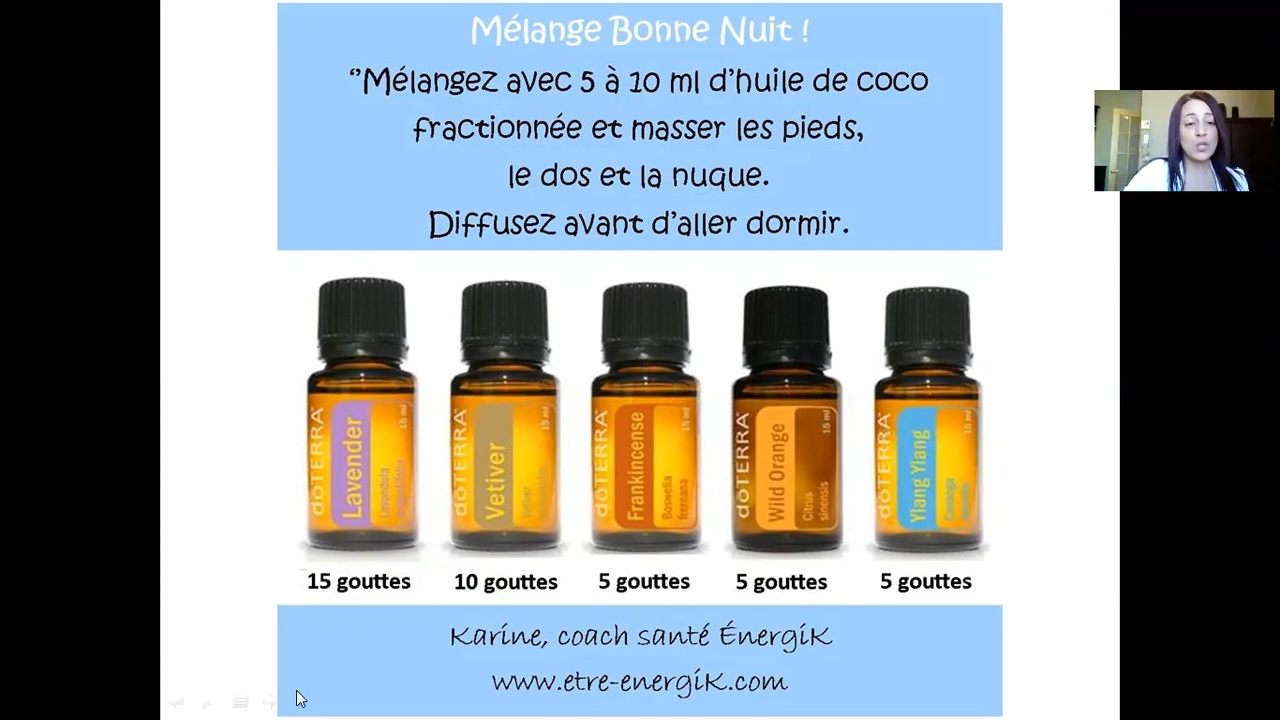 Mélange Bonne Nuit !
‘’Mélangez avec 5 à 10 ml d’huile de coco
fractionnée et masser les pieds,
le dos et la nuque.
Diffusez avant d’aller dormir.
dōTERRA
Lavender
Lavendula
15 ml
dōTERRA
Vetiver
15 ml
dōTERRA
Frankincense
Boswelia
frereana
15 ml
dōTERRA
Wild Orange
Citrus
sinensis
15 ml
dōTERRA
Ylang Ylang
15 ml
15 gouttes
10 gouttes
5 gouttes
5 gouttes
5 gouttes
Karine, coach santé ÉnergiK
www.etre-energiK.com